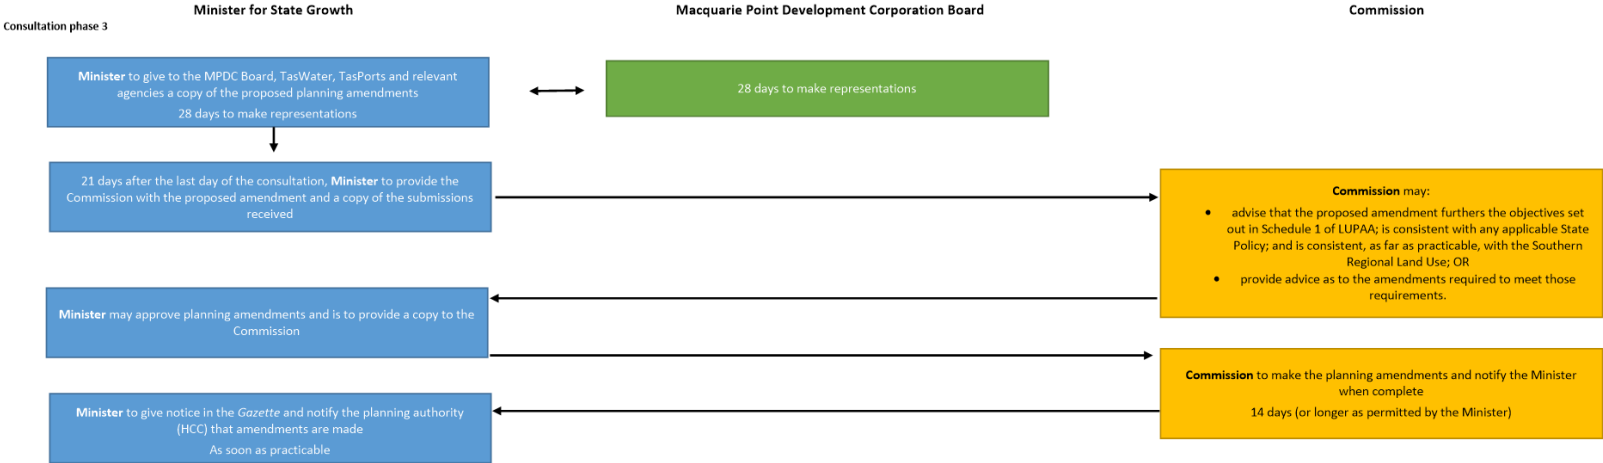 Minister for State Growth
Macquarie Point Development Corporation Board
Commission
Consultation phase 3
Minister to give to the MPDC Board, TasWater, TasPorts and relevant
agencies a copy of the proposed planning amendments
28 days to make representations
28 days to make representations
21 days after the last day of the consultation, Minister to provide the
Commission with the proposed amendment and a copy of the submissions
received
Commission may:
• advise that the proposed amendment furthers the objectives set
out in Schedule 1 of LUPAA; is consistent with any applicable State
Policy; and is consistent, as far as practicable, with the Southern
Regional Land Use; OR
• provide advice as to the amendments required to meet those
requirements.
Minister may approve planning amendments and is to provide a copy to the
Commission
Commission to make the planning amendments and notify the Minister
when complete
14 days (or longer as permitted by the Minister)
Minister to give notice in the Gazette and notify the planning authority
(HCC) that amendments are made
As soon as practicable